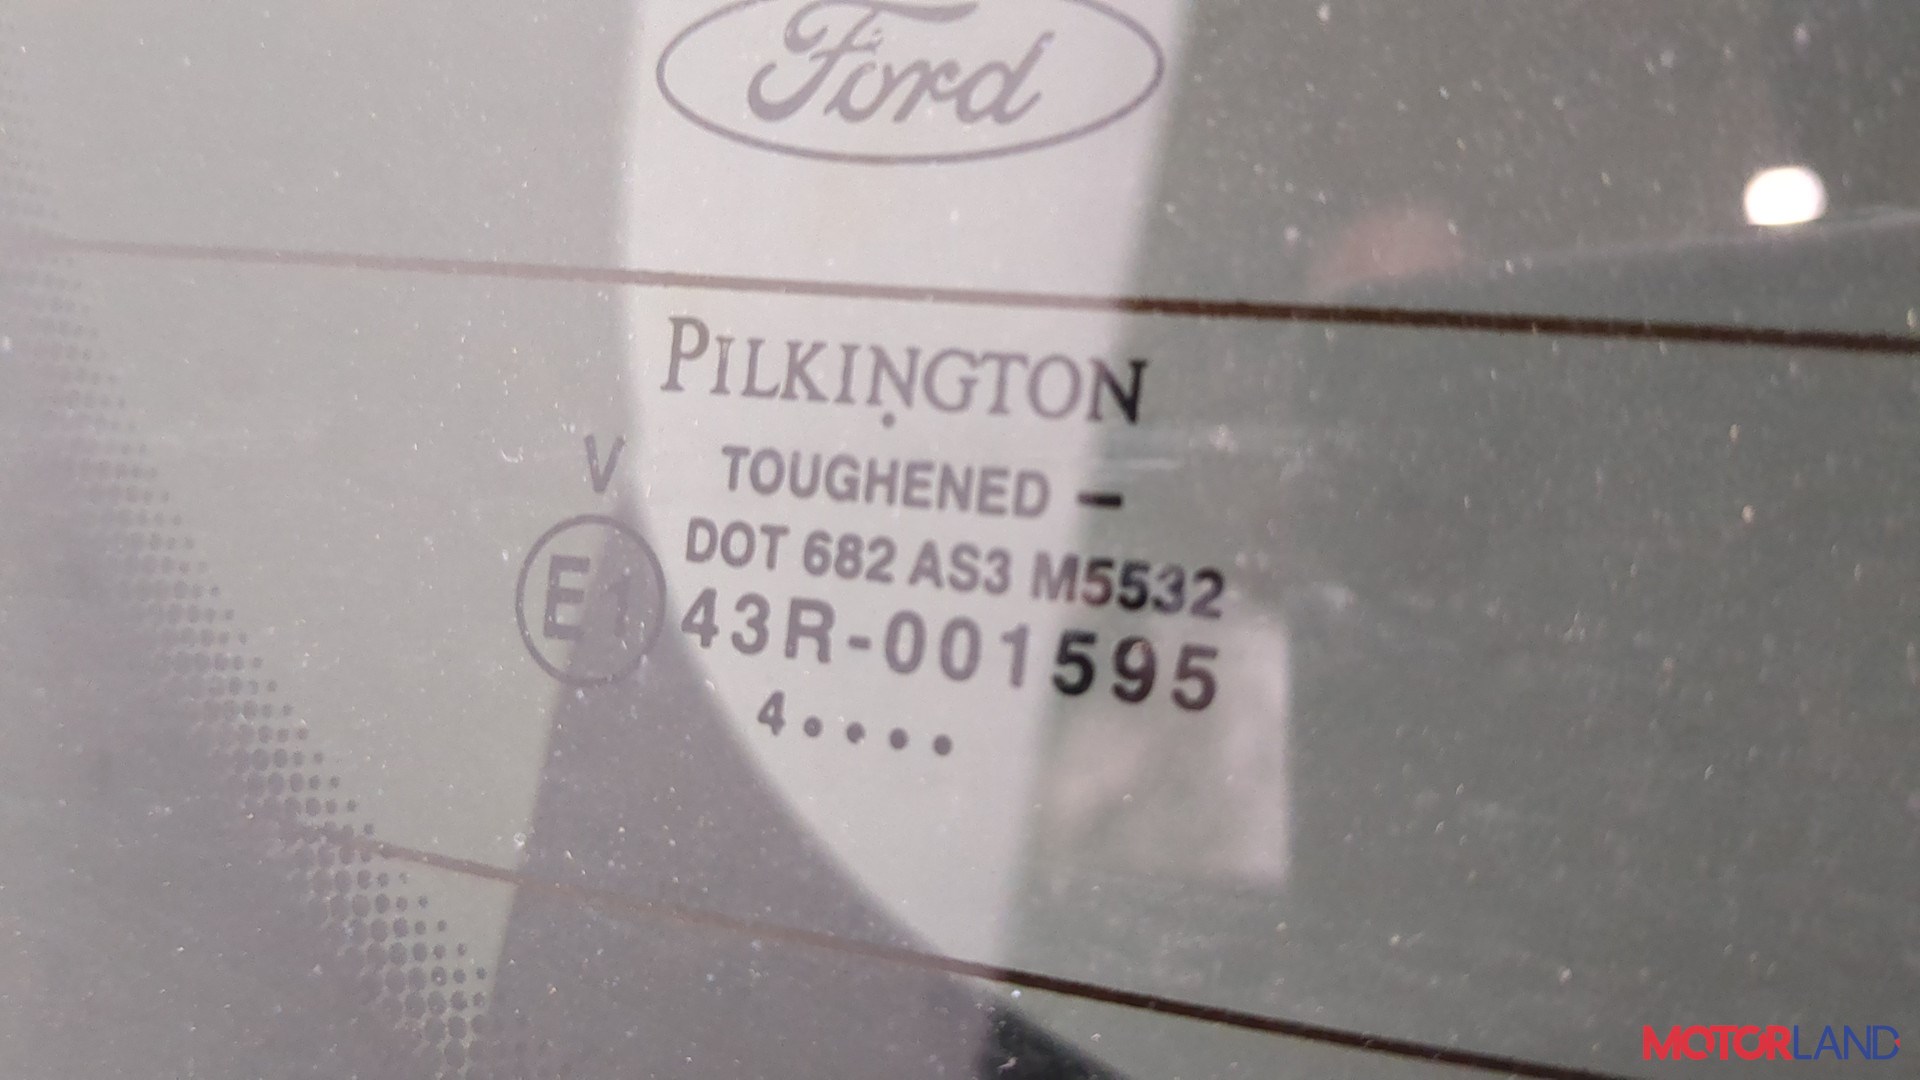 Ford
PILKINGTON
V TOUGHENED –
DOT 682 AS3 M5532
E1 43R-001595
4••••
MOTORLAND